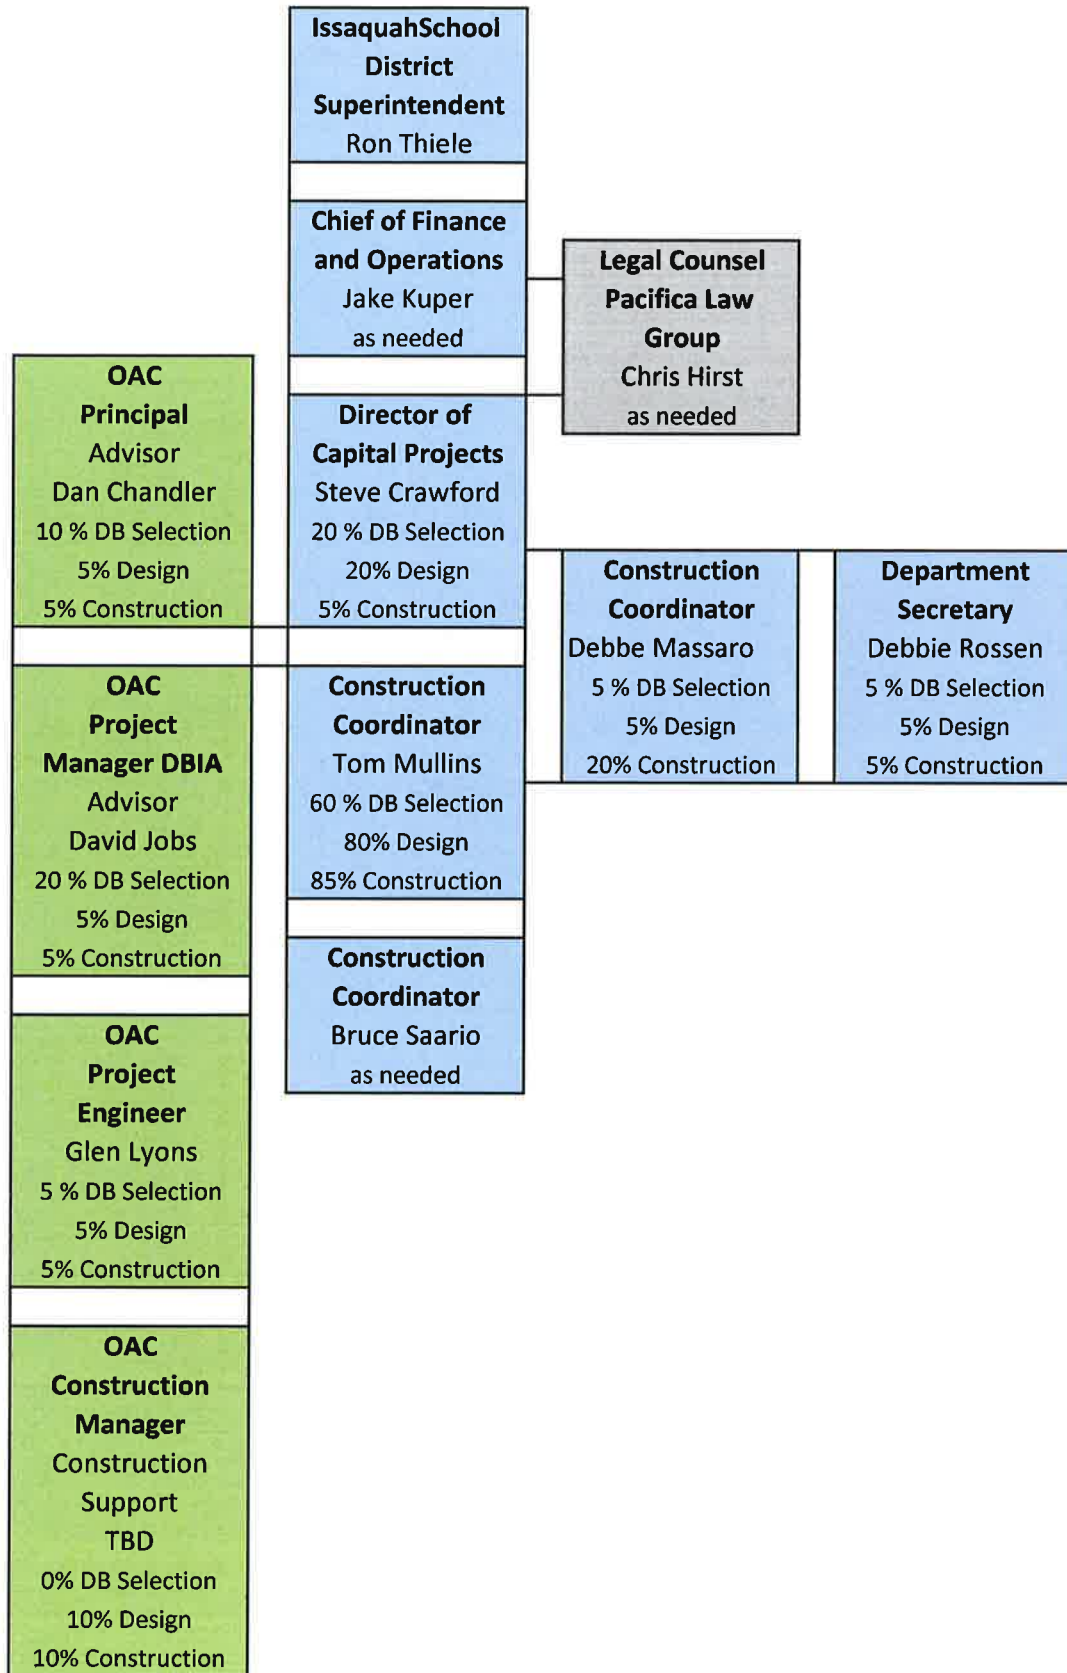 IssaquahSchool
District
Superintendent
Ron Thiele
Chief of Finance
and Operations
Jake Kuper
as needed
Legal Counsel
Pacifica Law
Group
Chris Hirst
as needed
OAC
Principal
Advisor
Dan Chandler
10 % DB Selection
5% Design
5% Construction
Director of
Capital Projects
Steve Crawford
20 % DB Selection
20% Design
5% Construction
Construction
Coordinator
Debbe Massaro
5 % DB Selection
5% Design
20% Construction
Department
Secretary
Debbie Rossen
5 % DB Selection
5% Design
5% Construction
OAC
Project
Manager DBIA
Advisor
David Jobs
20 % DB Selection
5% Design
5% Construction
Construction
Coordinator
Tom Mullins
60 % DB Selection
80% Design
85% Construction
Construction
Coordinator
Bruce Saario
as needed
OAC
Project
Engineer
Glen Lyons
5 % DB Selection
5% Design
5% Construction
OAC
Construction
Manager
Construction
Support
TBD
0% DB Selection
10% Design
10% Construction